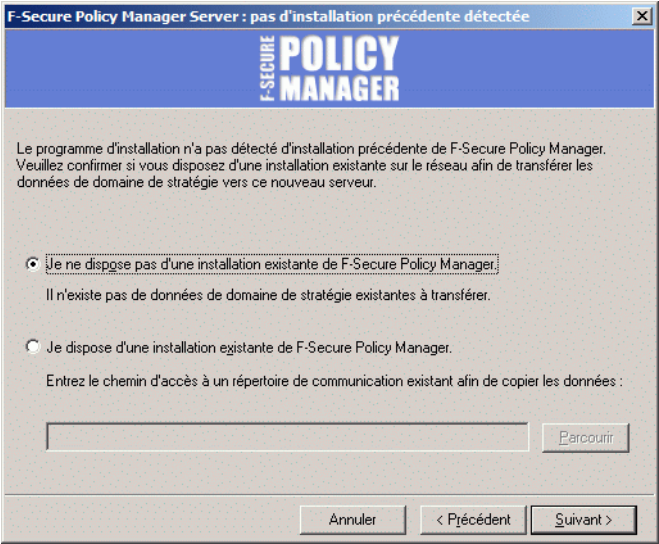 F-Secure Policy Manager Server : pas d'installation précédente détectée
F-SECURE
POLICY
MANAGER
Le programme d'installation n'a pas détecté d'installation précédente de F-Secure Policy Manager.
Veuillez confirmer si vous disposez d'une installation existante sur le réseau afin de transférer les
données de domaine de stratégie vers ce nouveau serveur.
Je ne dispose pas d'une installation existante de F-Secure Policy Manager.
Il n'existe pas de données de domaine de stratégie existantes à transférer.
Je dispose d'une installation existante de F-Secure Policy Manager.
Entrez le chemin d'accès à un répertoire de communication existant afin de copier les données :
Parcourir
Annuler
< Précédent
Suivant >